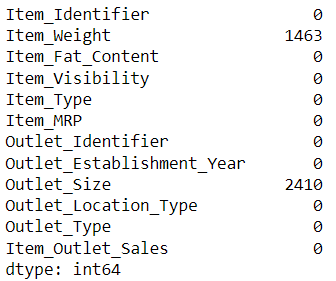 Item_Identifier 0
Item_Weight 1463
Item_Fat_Content 0
Item_Visibility 0
Item_Type 0
Item_MRP 0
Outlet_Identifier 0
Outlet_Establishment_Year 0
Outlet_Size 2410
Outlet_Location_Type 0
Outlet_Type 0
Item_Outlet_Sales 0
dtype: int64